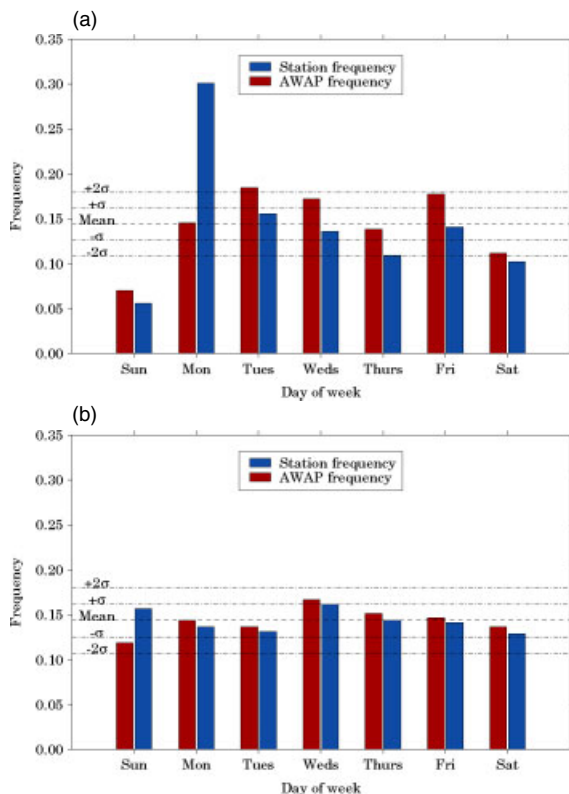 (a)
0.35
Station frequency
AWAP frequency
0.30
0.25
0.20
+2σ
+σ
0.15
Mean
-σ
-2σ
0.10
0.05
0.00
Frequency
Sun Mon Tues Weds Thurs Fri Sat
Day of week
(b)
0.35
Station frequency
AWAP frequency
0.30
0.25
0.20
+2σ
+σ
0.15
Mean
-σ
-2σ
0.10
0.05
0.00
Frequency
Sun Mon Tues Weds Thurs Fri Sat
Day of week